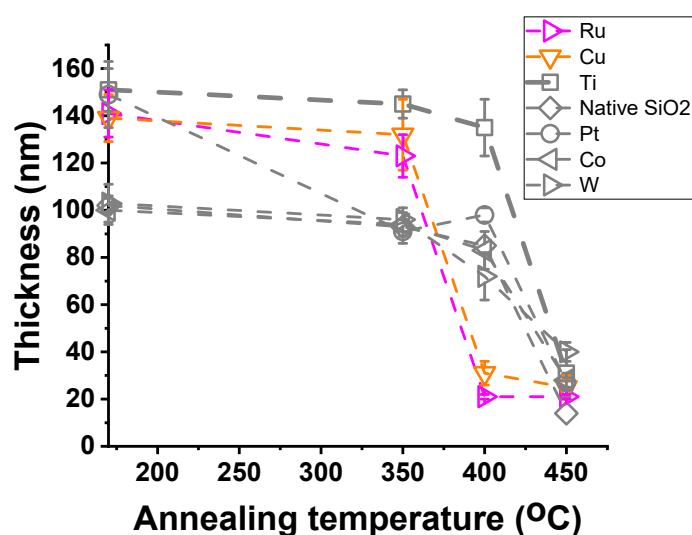 Ru
Cu
Ti
Native SiO2
Pt
Co
W
160
140
120
100
80
60
40
20
0
Thickness (nm)
200 250 300 350 400 450
Annealing temperature (ºC)